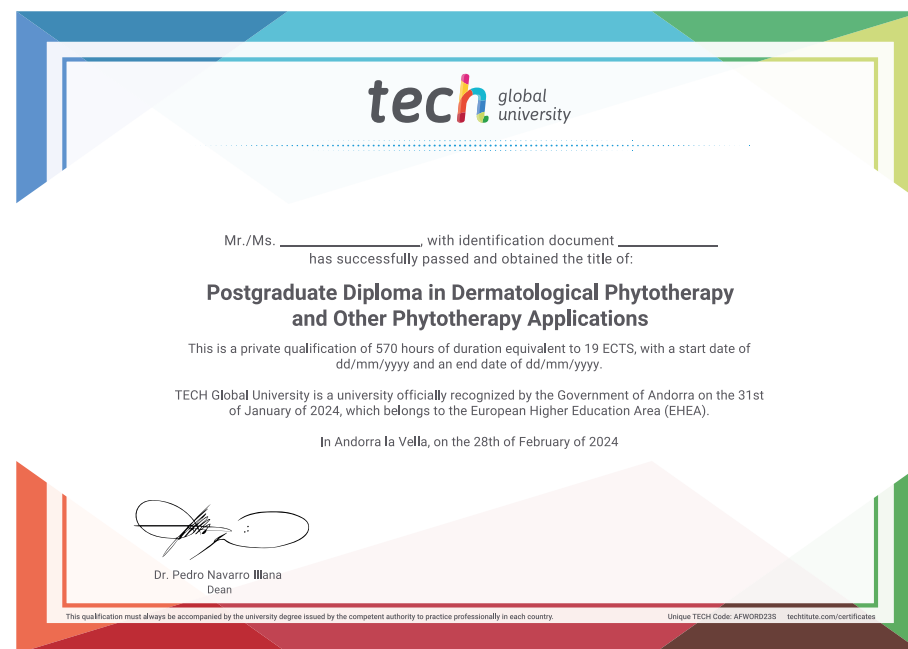 tech global university
Mr./Ms. ____________, with identification document ____________
has successfully passed and obtained the title of:
Postgraduate Diploma in Dermatological Phytotherapy
and Other Phytotherapy Applications
This is a private qualification of 570 hours of duration equivalent to 19 ECTS, with a start date of
dd/mm/yyyy and an end date of dd/mm/yyyy.
TECH Global University is a university officially recognized by the Government of Andorra on the 31st
of January of 2024, which belongs to the European Higher Education Area (EHEA).
In Andorra la Vella, on the 28th of February of 2024
Dr. Pedro Navarro Illana
Dean
This qualification must always be accompanied by the university degree issued by the competent authority to practice professionally in each country.
Unique TECH Code: AFWORD23S techtitute.com/certificates